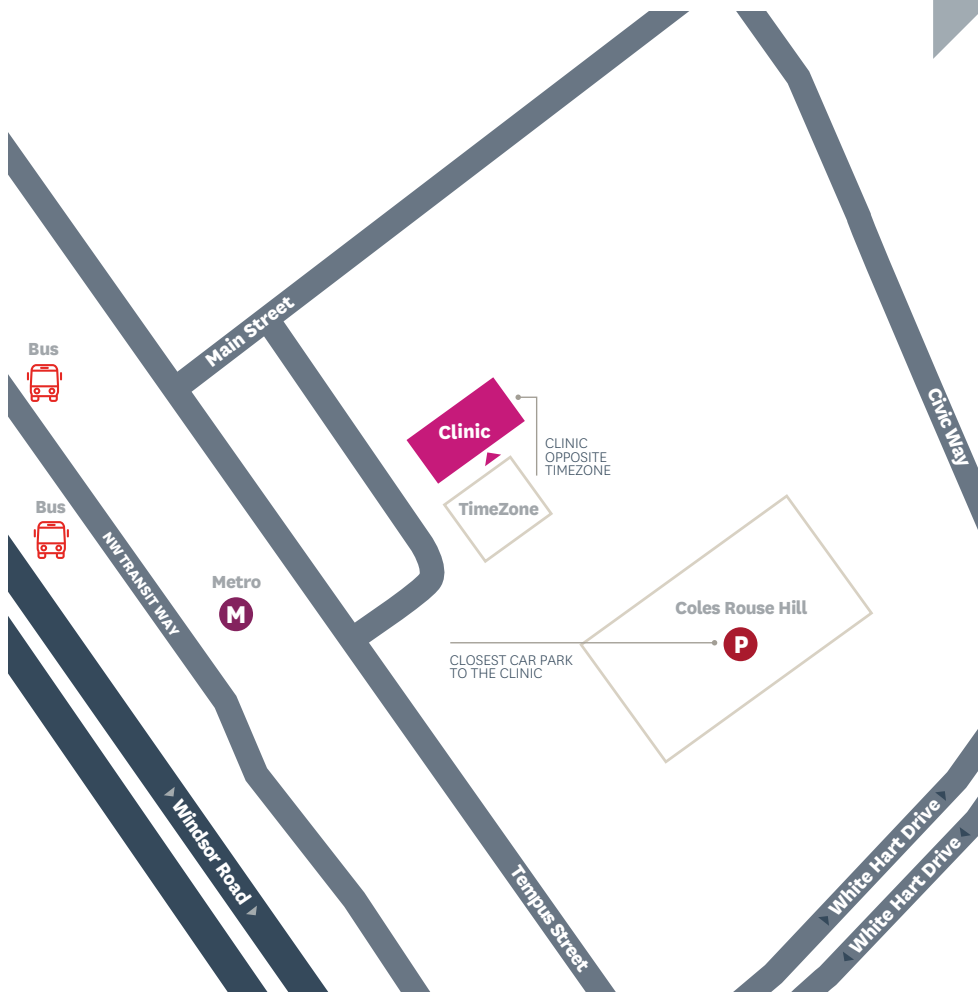 Main Street
Bus
Civic Way
Clinic
CLINIC
OPPOSITE
TIMEZONE
Bus
TimeZone
NW TRANSIT WAY
Metro
M
Coles Rouse Hill
P
CLOSEST CAR PARK
TO THE CLINIC
Windsor Road
Tempus Street
White Hart Drive
White Hart Drive